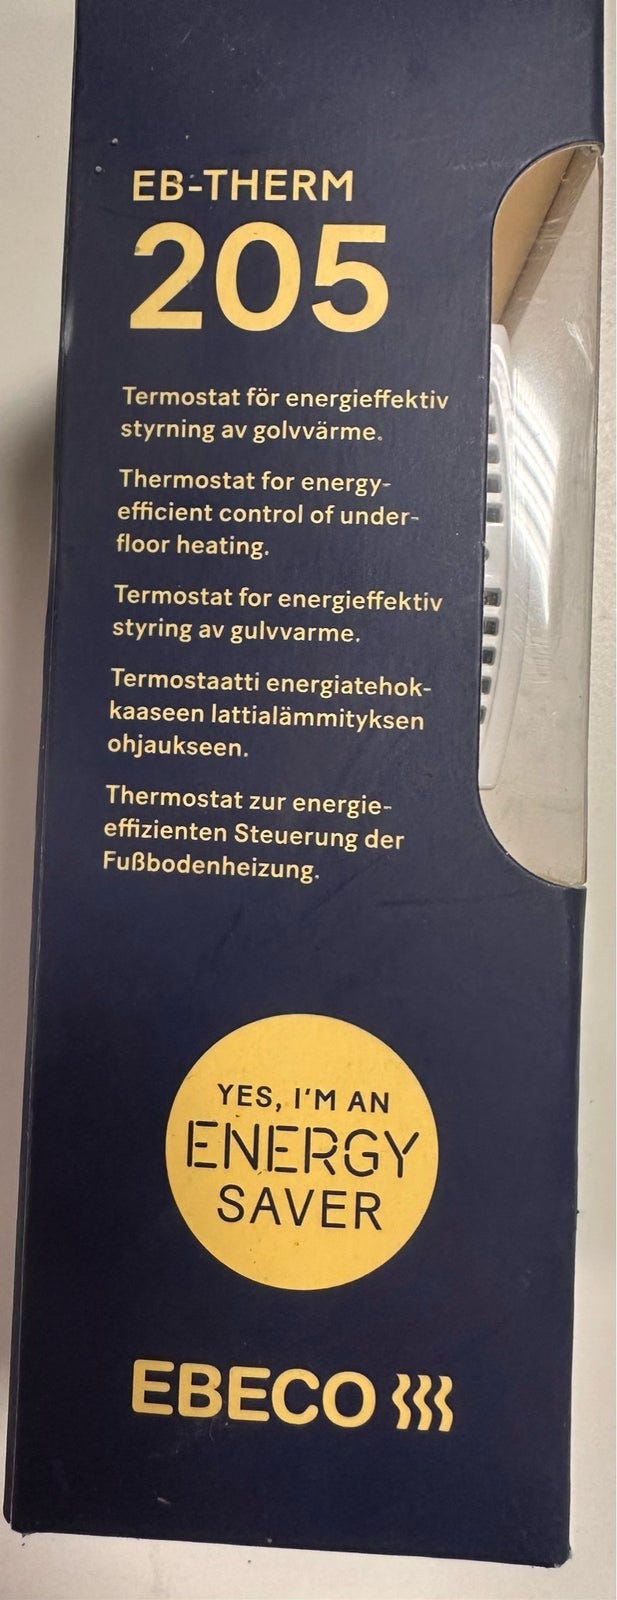 EB-THERM
205
Termostat för energieffektiv
styrning av golvvärme.
Thermostat for energy-
efficient control of under-
floor heating.
Termostat for energieffektiv
styring av gulvvarme.
Termostaatti energiatehok-
kaaseen lattialämmityksen
ohjaukseen.
Thermostat zur energie-
effizienten Steuerung der
Fußbodenheizung.
YES, I'M AN
ENERGY
SAVER
EBECO